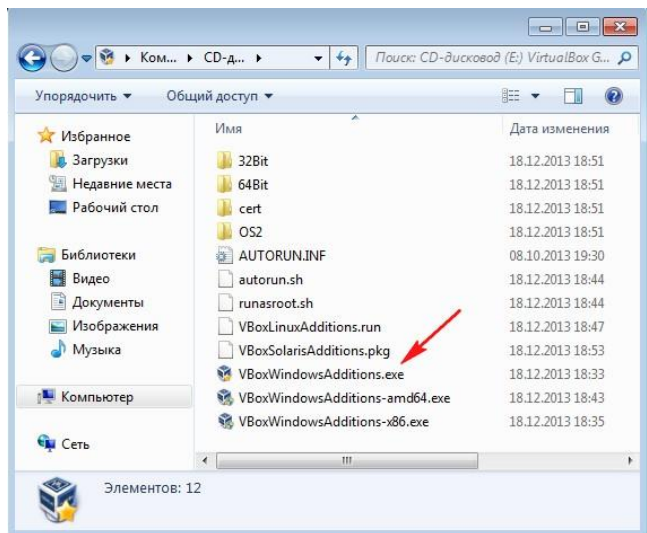 Ком... ▸ CD-д... ▸
Поиск: CD-дисковод (E:) VirtualBox G...
Упорядочить ▾ Общий доступ ▾
Избранное
Загрузки
Недавние места
Рабочий стол
Библиотеки
Видео
Документы
Изображения
Музыка
Компьютер
Сеть
Имя Дата изменения
32Bit 18.12.2013 18:51
64Bit 18.12.2013 18:51
cert 18.12.2013 18:51
OS2 18.12.2013 18:51
AUTORUN.INF 08.10.2013 19:30
autorun.sh 18.12.2013 18:44
runasroot.sh 18.12.2013 18:44
VBoxLinuxAdditions.run 18.12.2013 18:47
VBoxSolarisAdditions.pkg 18.12.2013 18:53
VBoxWindowsAdditions.exe 18.12.2013 18:33
VBoxWindowsAdditions-amd64.exe 18.12.2013 18:43
VBoxWindowsAdditions-x86.exe 18.12.2013 18:35
Элементов: 12